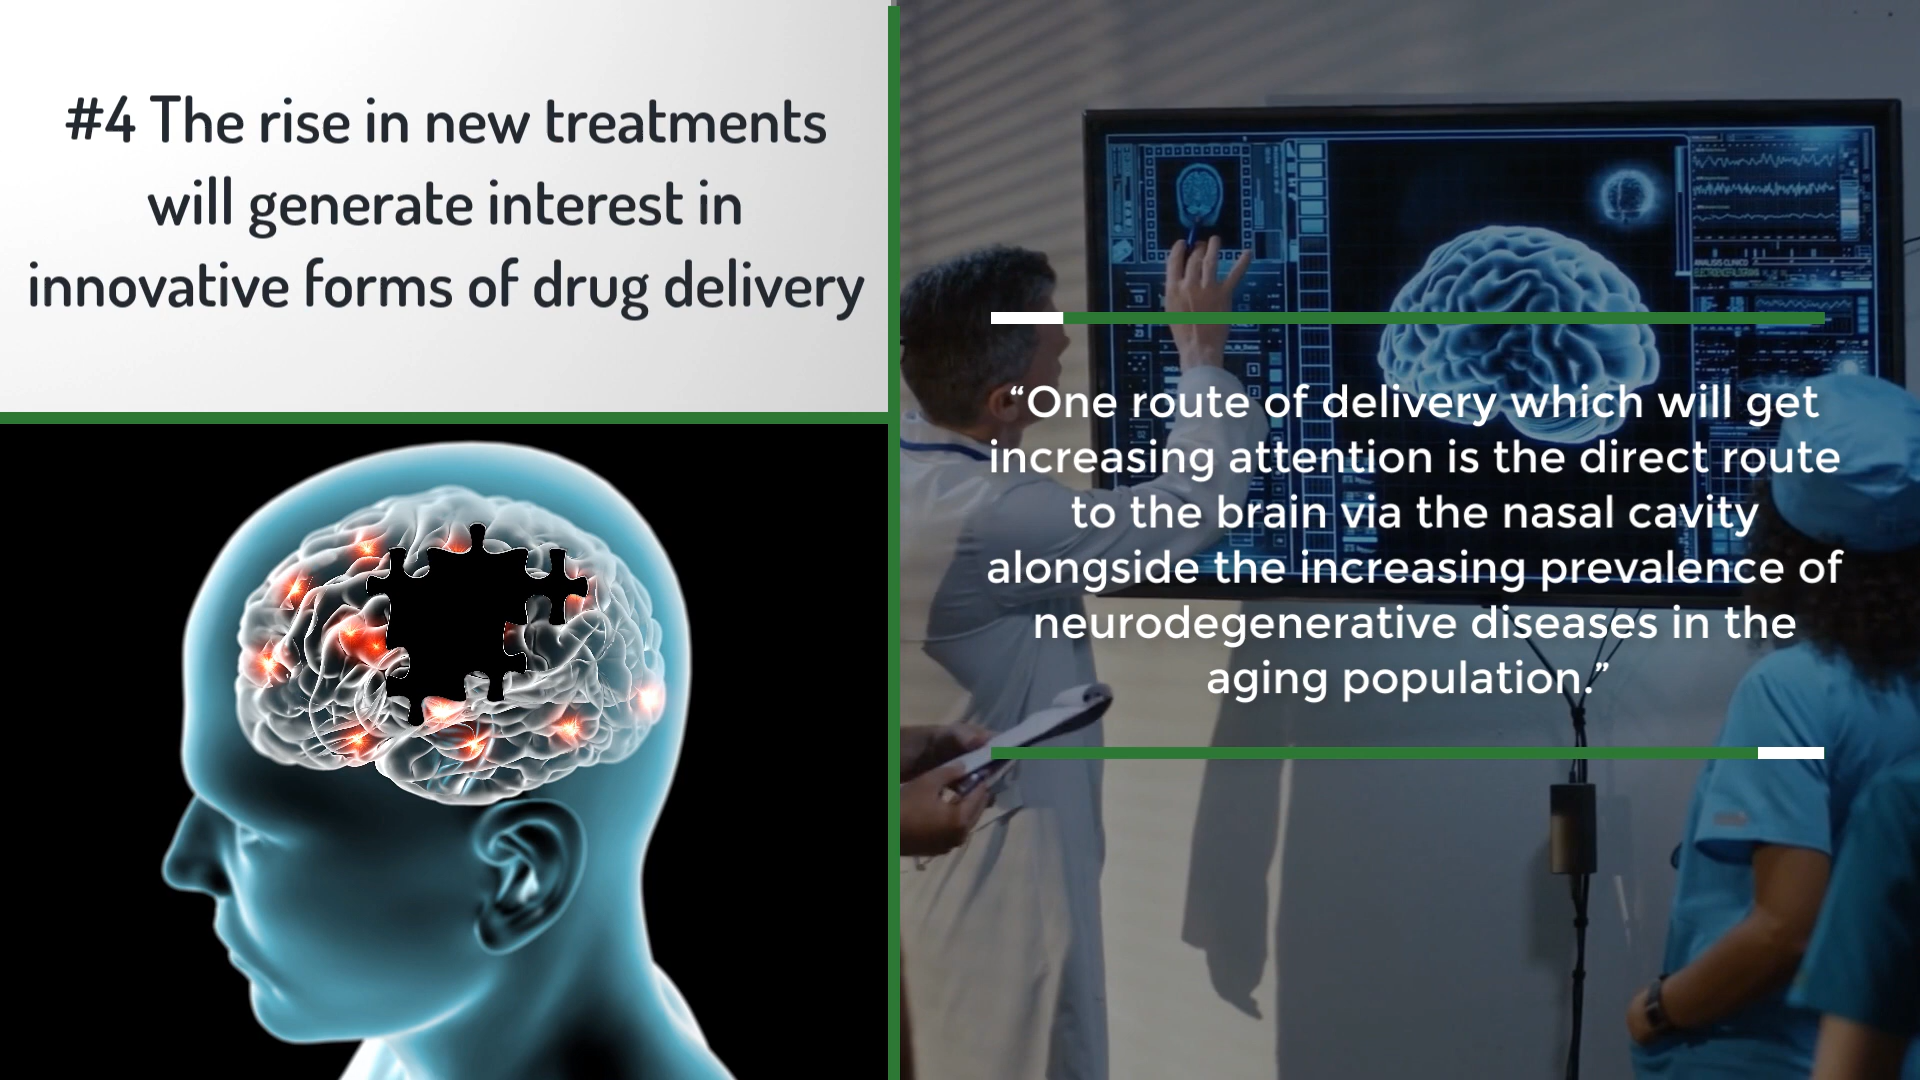 #4 The rise in new treatments
will generate interest in
innovative forms of drug delivery
“One route of delivery which will get
increasing attention is the direct route
to the brain via the nasal cavity
alongside the increasing prevalence of
neurodegenerative diseases in the
aging population.”
ANALISIS CLINICO